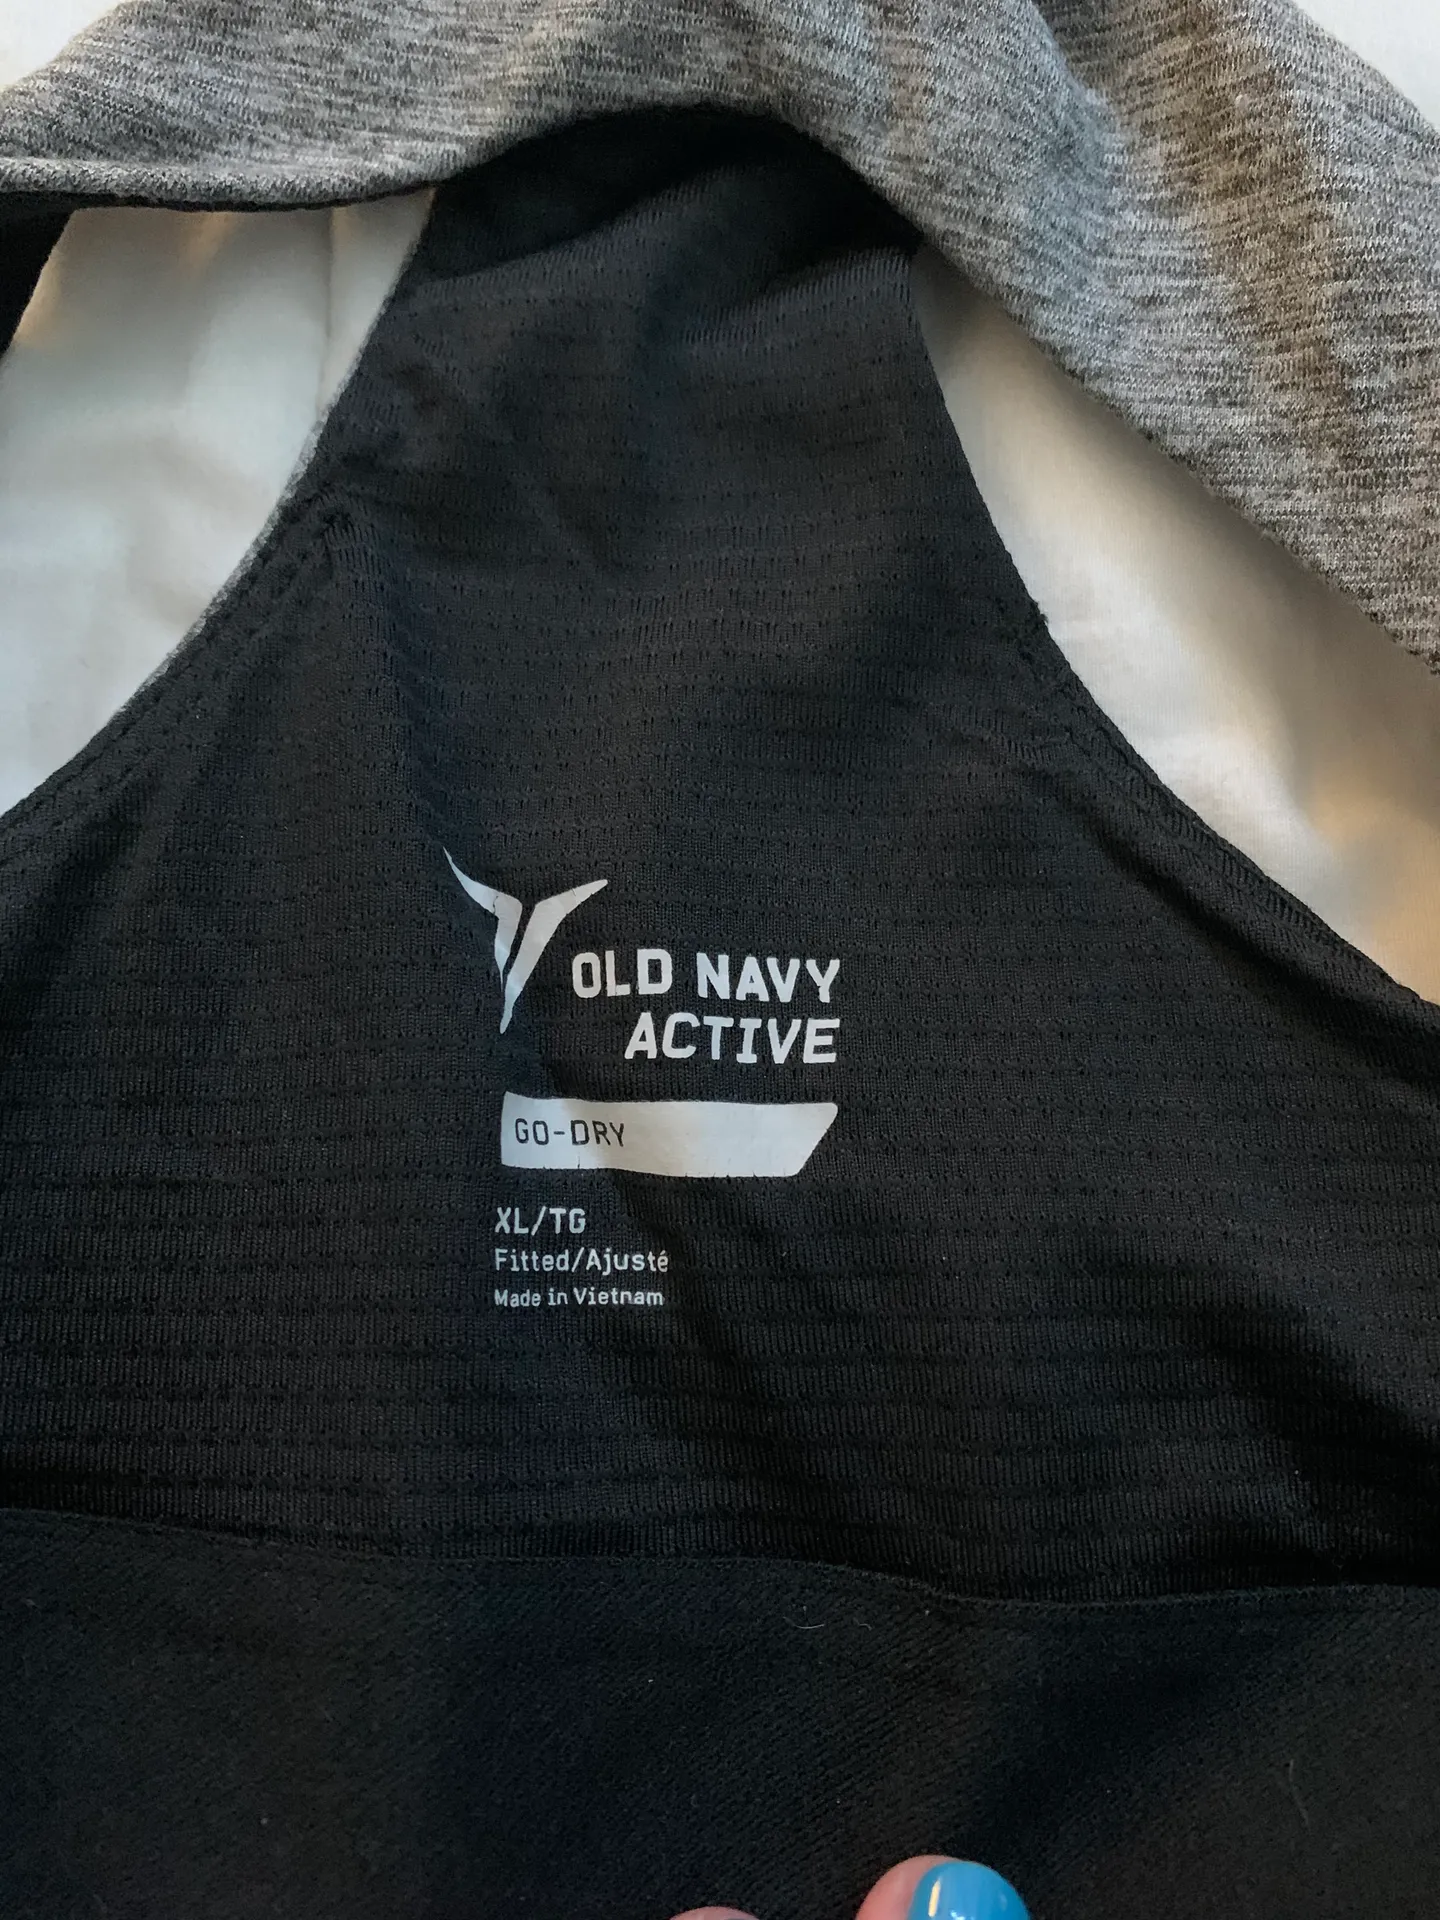 OLD NAVY
ACTIVE
GO-DRY
XL/TG
Fitted/Ajusté
Made in Vietnam